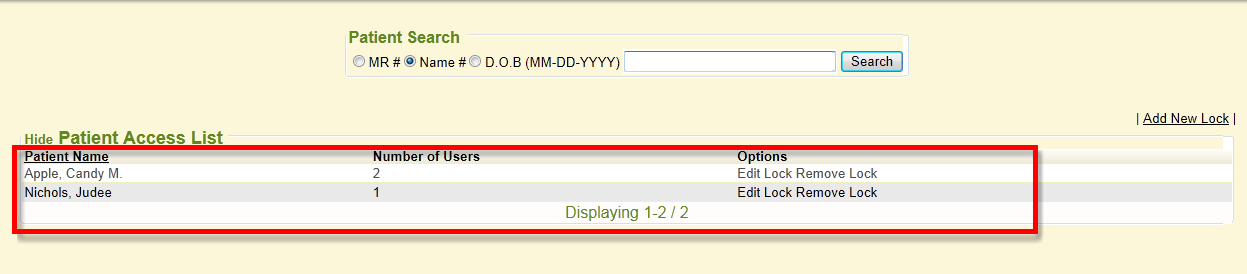 Patient Search
MR # Name # D.O.B (MM-DD-YYYY) Search
| Add New Lock |
Hide Patient Access List
Patient Name Number of Users Options
Apple, Candy M. 2 Edit Lock Remove Lock
Nichols, Judee 1 Edit Lock Remove Lock
Displaying 1-2 / 2